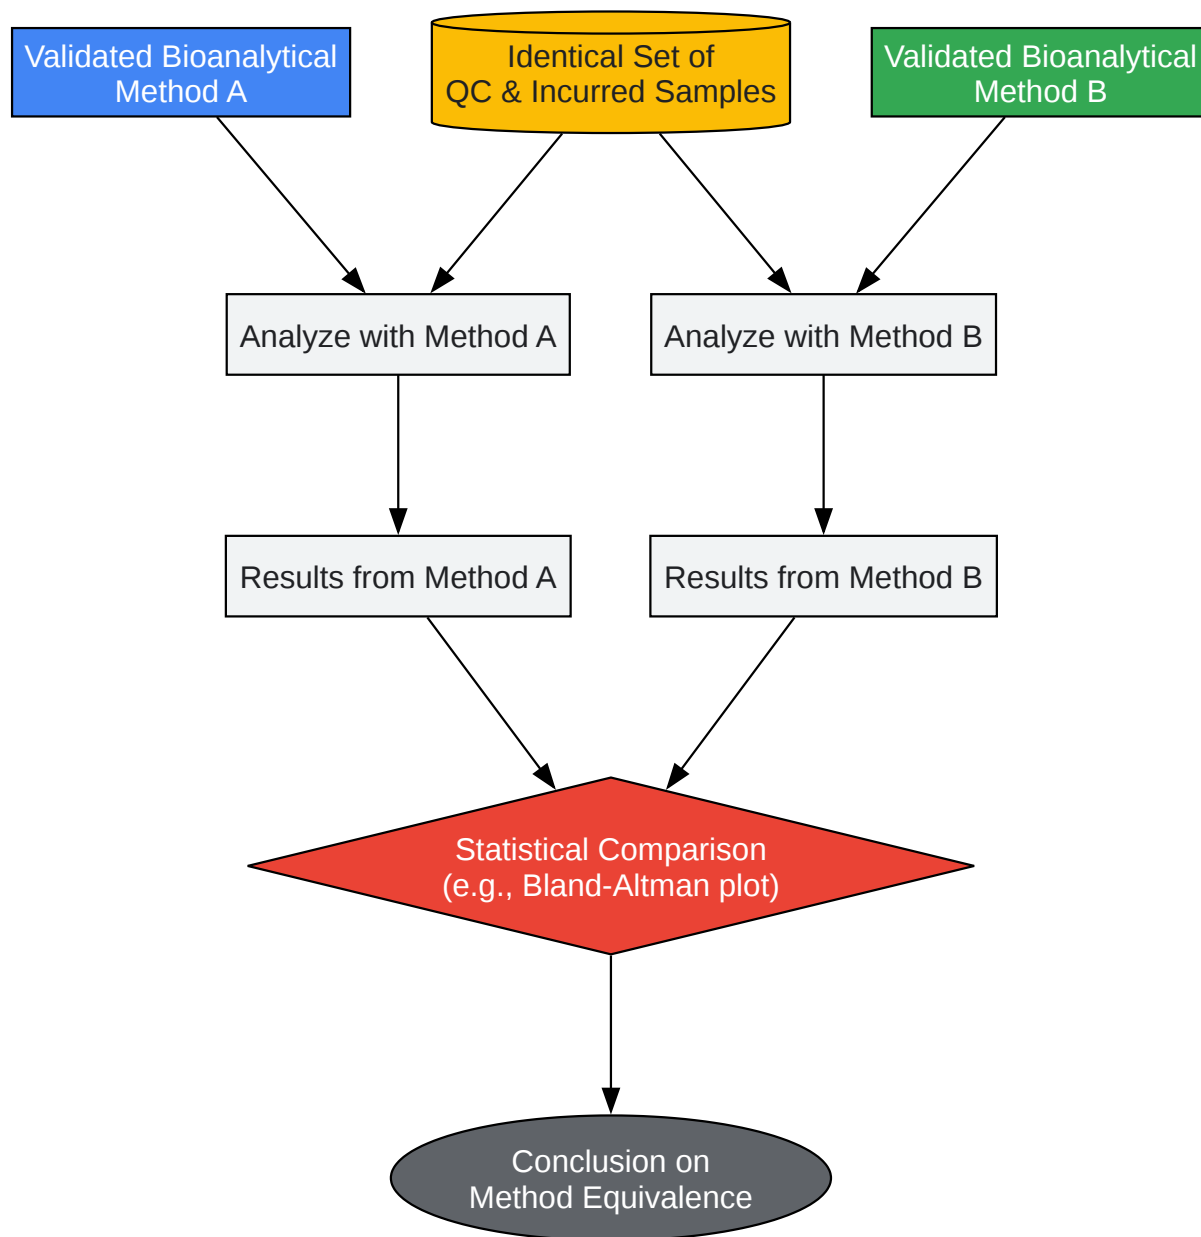 Validated Bioanalytical
Method A
Identical Set of
QC & Incurred Samples
Validated Bioanalytical
Method B
Analyze with Method A
Analyze with Method B
Results from Method A
Results from Method B
Statistical Comparison
(e.g., Bland-Altman plot)
Conclusion on
Method Equivalence